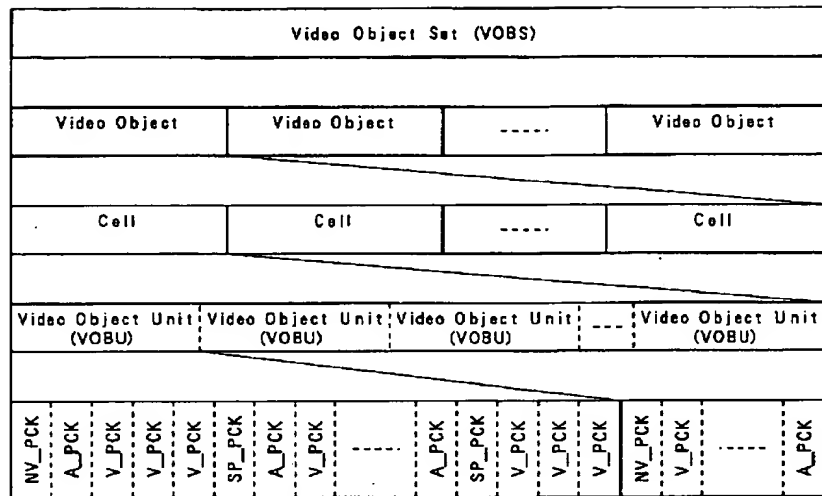 Video Object Set (VOBS)
Video Object Video Object ----- Video Object
Cell Cell ----- Cell
Video Object Unit Video Object Unit Video Object Unit ---- Video Object Unit
(VOBU) (VOBU) (VOBU) (VOBU)
NV_PCK A_PCK V_PCK V_PCK V_PCK SP_PCK A_PCK V_PCK ----- A_PCK SP_PCK V_PCK V_PCK V_PCK NV_PCK V_PCK ----- A_PCK